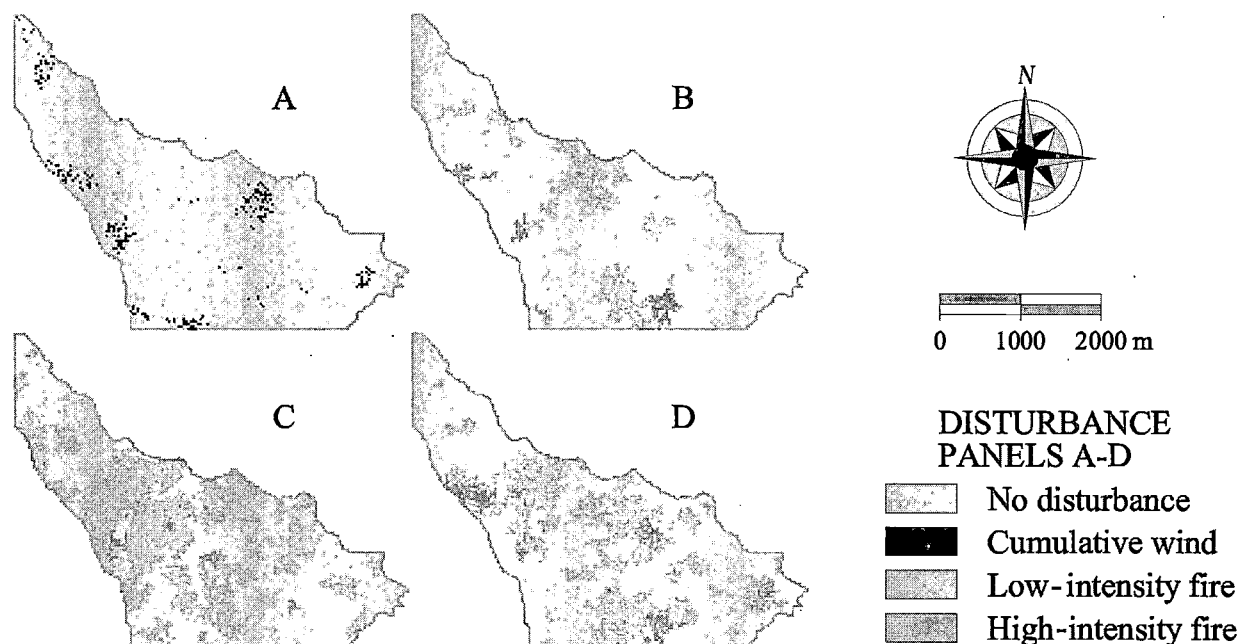 A
B
N
0 1000 2000 m
C
D
DISTURBANCE
PANELS A-D
No disturbance
Cumulative wind
Low-intensity fire
High-intensity fire